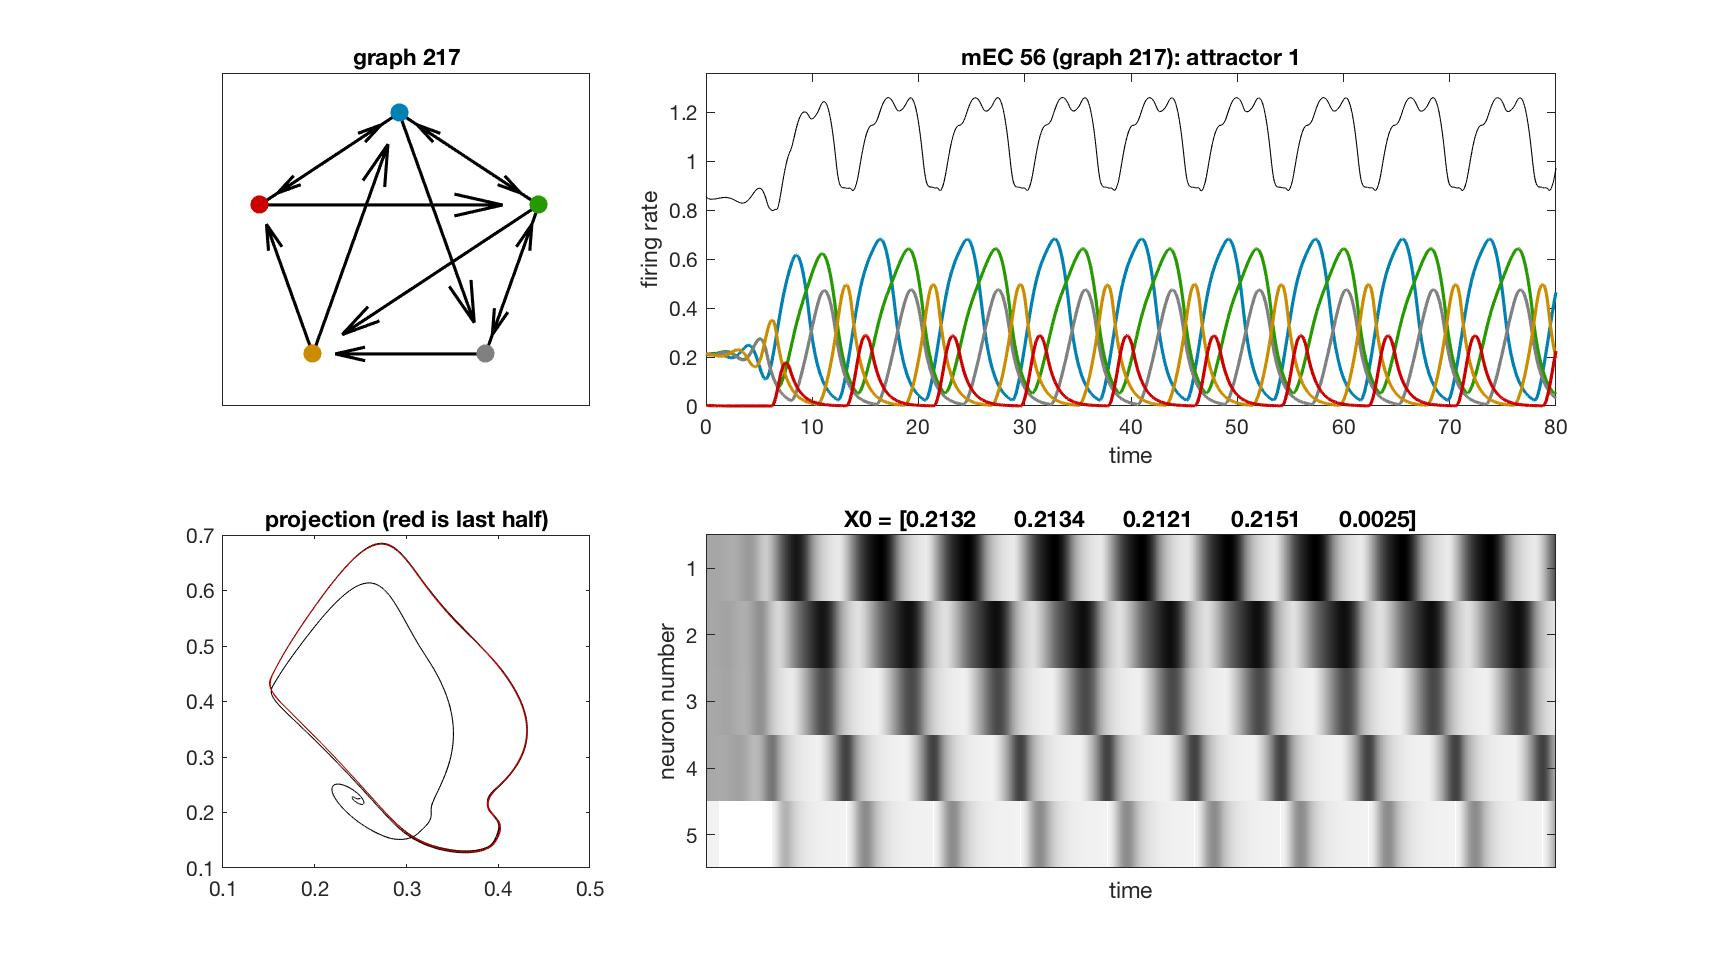 graph 217
mEC 56 (graph 217): attractor 1
1.2
1
0.8
0.6
0.4
0.2
0
firing rate
0 10 20 30 40 50 60 70 80
time
projection (red is last half)
0.7
0.6
0.5
0.4
0.3
0.2
0.1
0.1 0.2 0.3 0.4 0.5
X0 = [0.2132 0.2134 0.2121 0.2151 0.0025]
1
2
3
4
5
neuron number
time